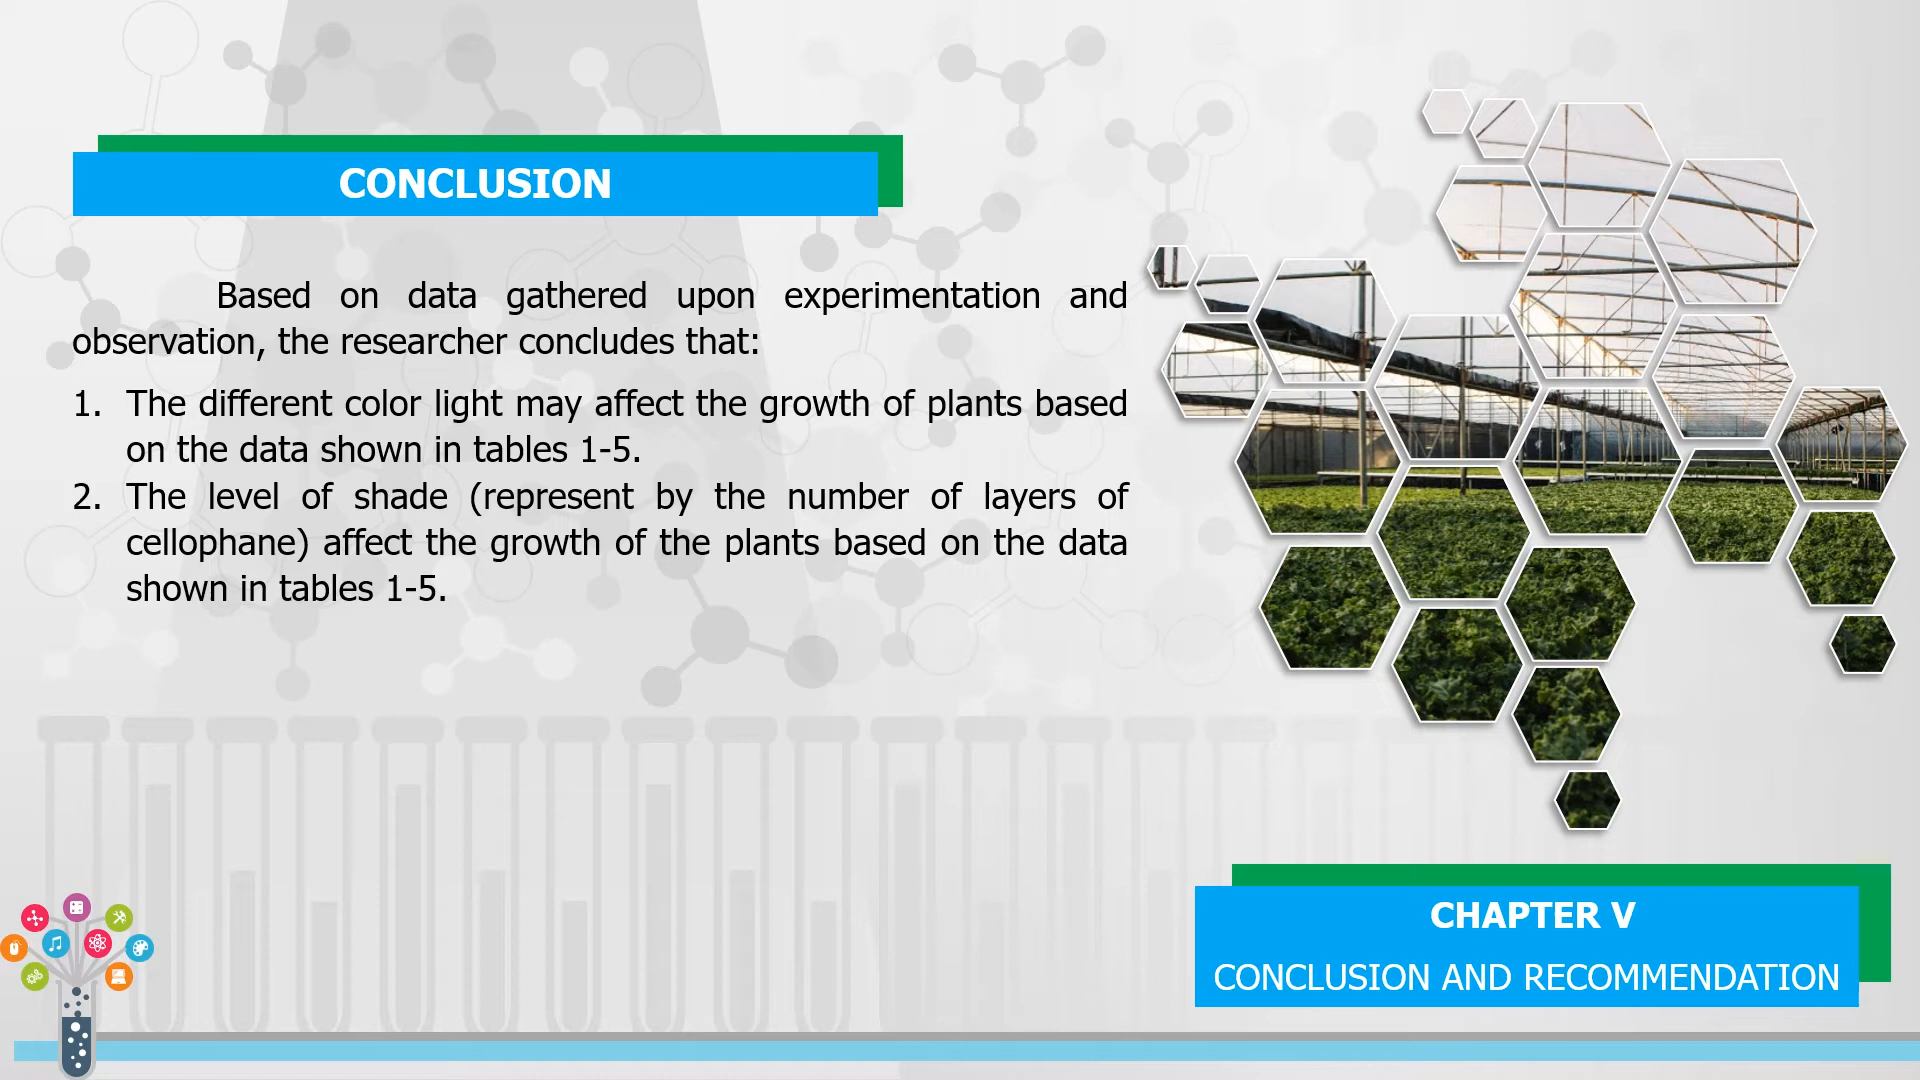 CONCLUSION
Based on data gathered upon experimentation and
observation, the researcher concludes that:
1. The different color light may affect the growth of plants based
on the data shown in tables 1-5.
2. The level of shade (represent by the number of layers of
cellophane) affect the growth of the plants based on the data
shown in tables 1-5.
CHAPTER V
CONCLUSION AND RECOMMENDATION